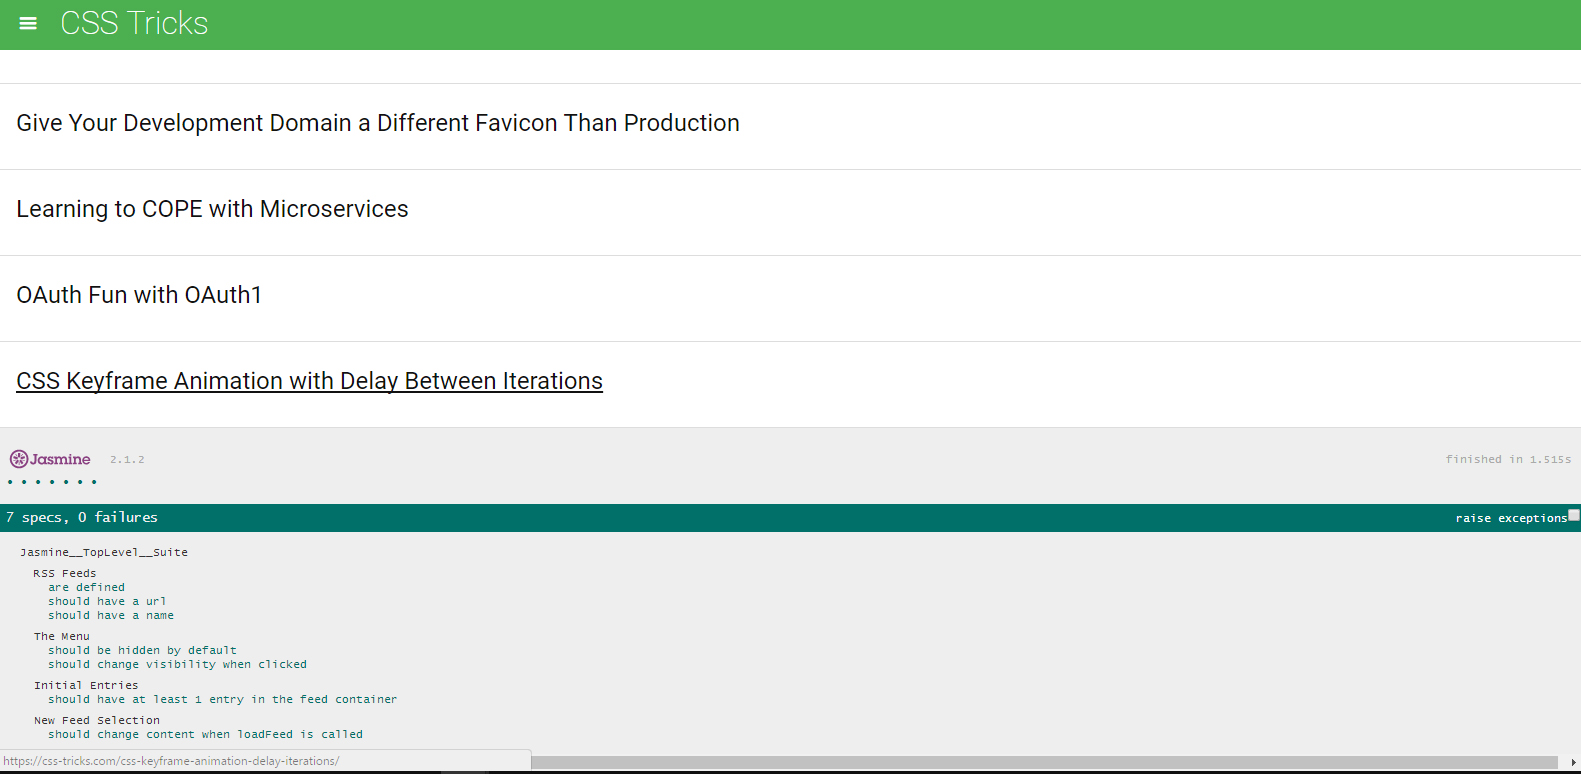 CSS Tricks
Give Your Development Domain a Different Favicon Than Production
Learning to COPE with Microservices
OAuth Fun with OAuth1
CSS Keyframe Animation with Delay Between Iterations
Jasmine 2.1.2 finished in 1.515s
7 specs, 0 failures raise exceptions
Jasmine__TopLevel__Suite
RSS Feeds
are defined
should have a url
should have a name
The Menu
should be hidden by default
should change visibility when clicked
Initial Entries
should have at least 1 entry in the feed container
New Feed Selection
should change content when loadFeed is called
https://css-tricks.com/css-keyframe-animation-delay-iterations/